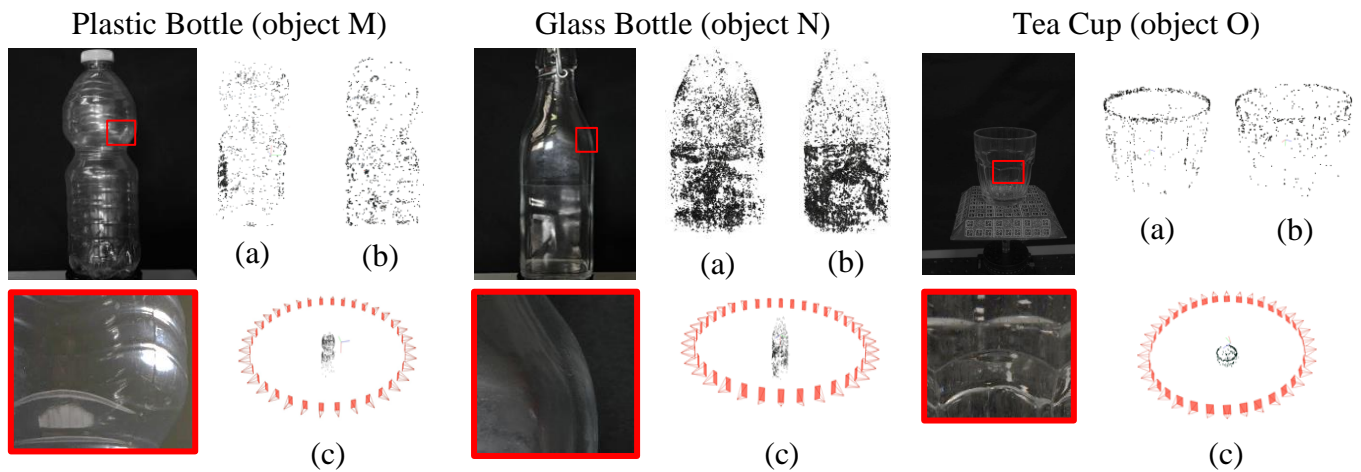 Plastic Bottle (object M)
Glass Bottle (object N)
Tea Cup (object O)
(a)
(b)
(a)
(b)
(a)
(b)
(c)
(c)
(c)